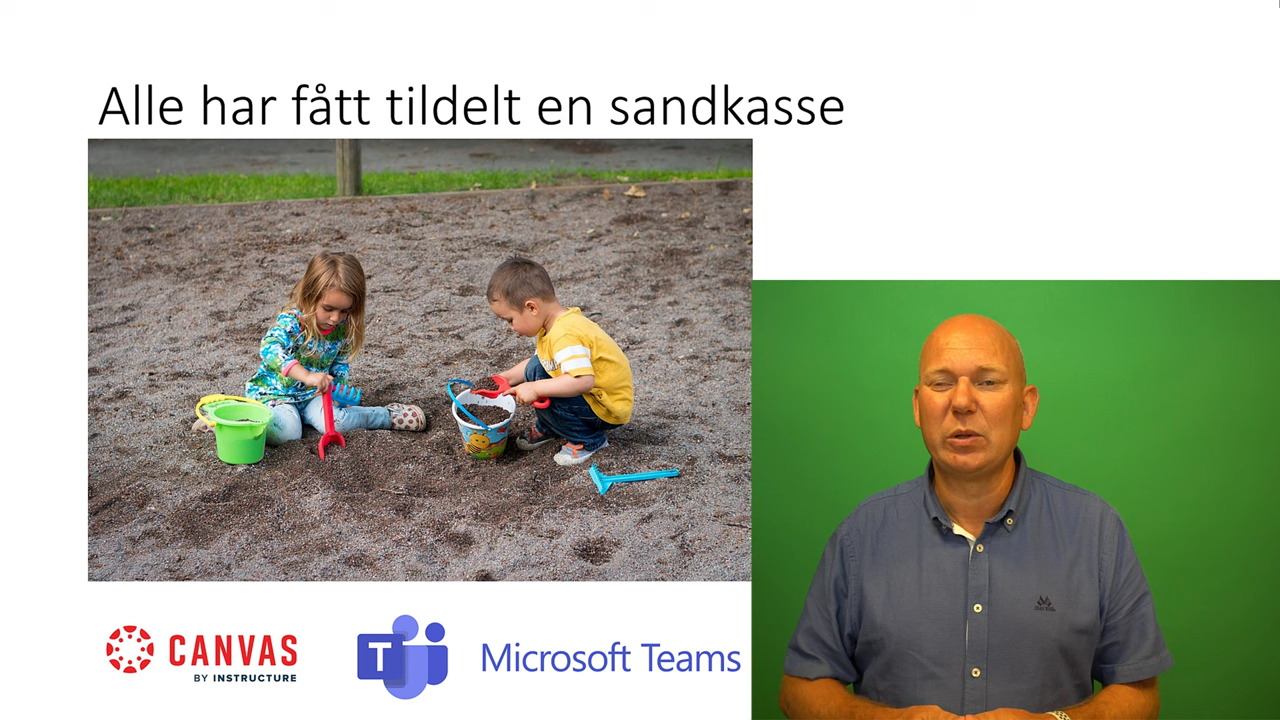 Alle har fått tildelt en sandkasse
CANVAS
BY INSTRUCTURE
T
Microsoft Teams